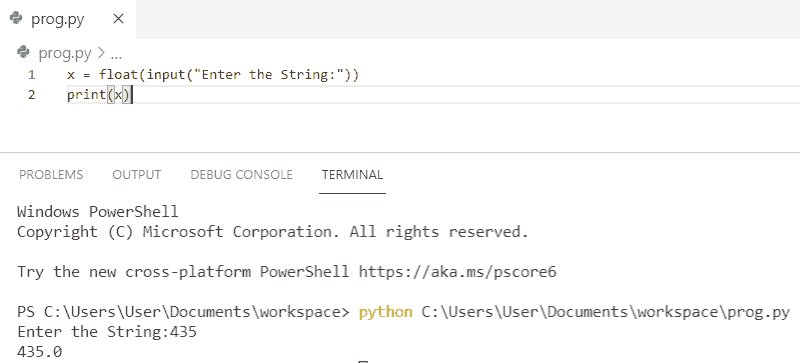 prog.py ×
prog.py > ...
1 x = float(input("Enter the String:"))
2 print(x)
PROBLEMS OUTPUT DEBUG CONSOLE TERMINAL
Windows PowerShell
Copyright (C) Microsoft Corporation. All rights reserved.
Try the new cross-platform PowerShell https://aka.ms/pscore6
PS C:\Users\User\Documents\workspace> python C:\Users\User\Documents\workspace\prog.py
Enter the String:435
435.0